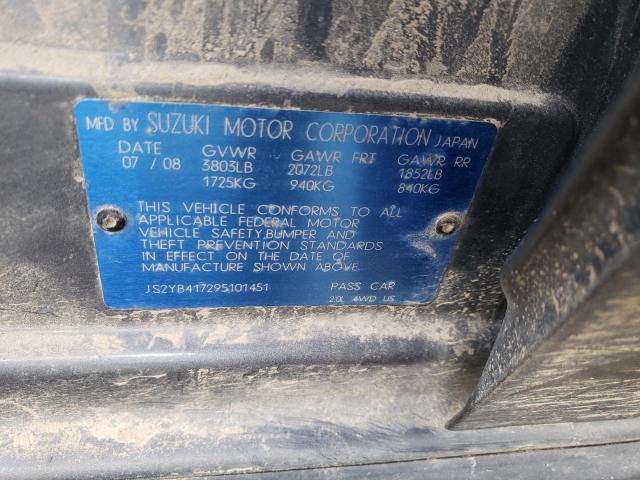 MFD BY SUZUKI MOTOR CORPORATION JAPAN
DATE GVWR GAWR FRT GAWR RR
07 / 08 3803LB 2072LB 1852LB
1725KG 940KG 840KG
THIS VEHICLE CONFORMS TO ALL
APPLICABLE FEDERAL MOTOR
VEHICLE SAFETY,BUMPER AND
THEFT PREVENTION STANDARDS
IN EFFECT ON THE DATE OF
MANUFACTURE SHOWN ABOVE.
JS2YB417295101451 PASS CAR
2.0L 4WD US